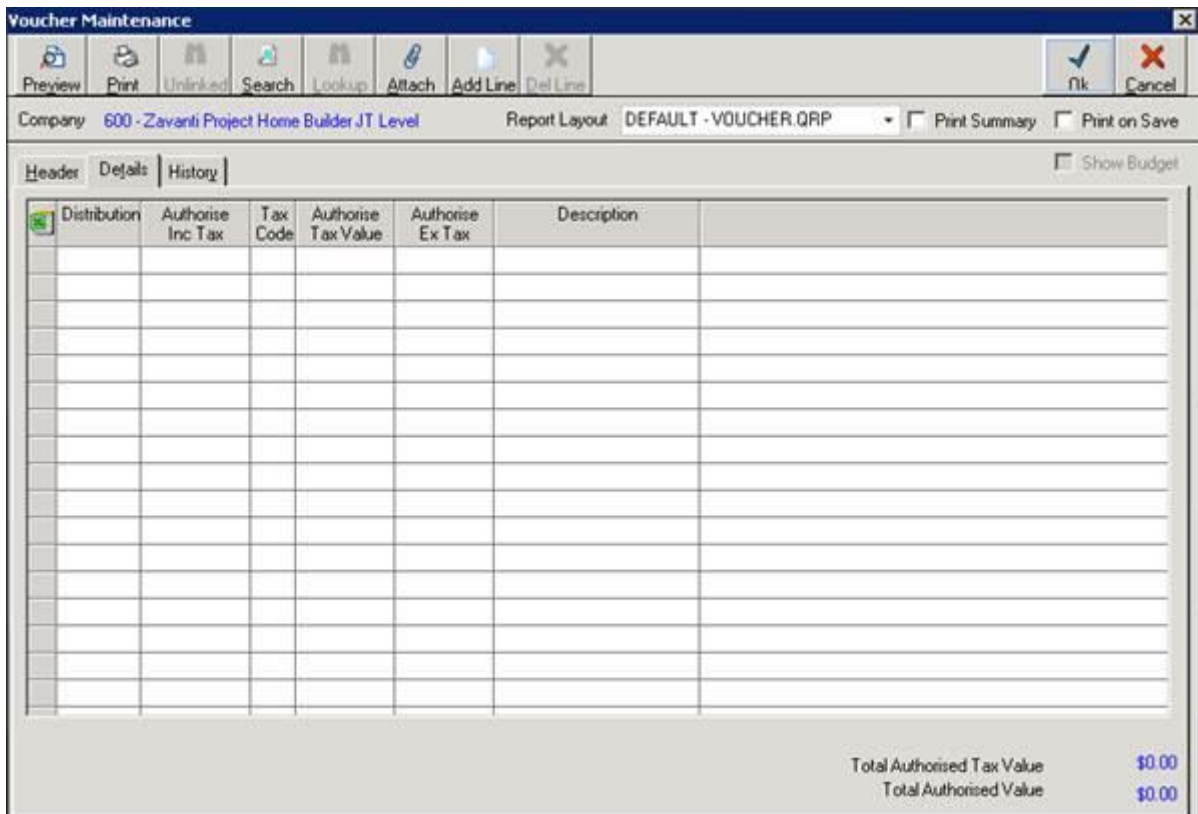 Voucher Maintenance
Preview Print Unlinked Search Lookup Attach Add Line Del Line Ok Cancel
Company 600 - Zavanti Project Home Builder JT Level Report Layout DEFAULT - VOUCHER.QRP Print Summary Print on Save
Header Details History Show Budget
Distribution Authorise Tax Authorise Authorise Description
Inc Tax Code Tax Value Ex Tax
Total Authorised Tax Value $0.00
Total Authorised Value $0.00